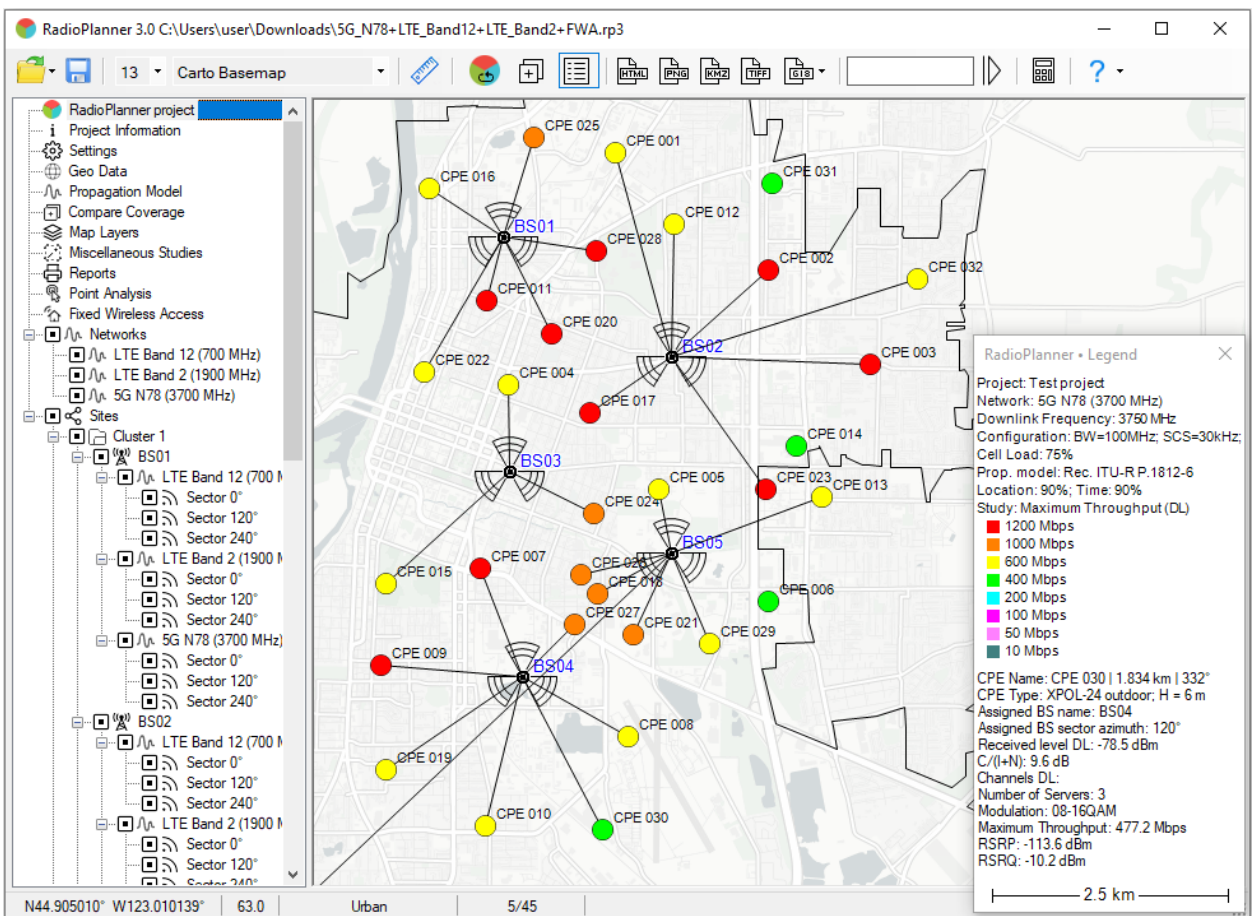 RadioPlanner 3.0 C:\Users\user\Downloads\5G_N78+LTE_Band12+LTE_Band2+FWA.rp3
13 Carto Basemap HTML PNG KMZ TIFF GIS ?
RadioPlanner project
i Project Information
Settings
Geo Data
Propagation Model
Compare Coverage
Map Layers
Miscellaneous Studies
Reports
Point Analysis
Fixed Wireless Access
Networks
LTE Band 12 (700 MHz)
LTE Band 2 (1900 MHz)
5G N78 (3700 MHz)
Sites
Cluster 1
BS01
LTE Band 12 (700 M
Sector 0°
Sector 120°
Sector 240°
LTE Band 2 (1900 M
Sector 0°
Sector 120°
Sector 240°
5G N78 (3700 MHz)
Sector 0°
Sector 120°
Sector 240°
BS02
LTE Band 12 (700 M
Sector 0°
Sector 120°
Sector 240°
LTE Band 2 (1900 M
Sector 0°
Sector 120°
Sector 240°
CPE 025
CPE 001
CPE 016
CPE 031
CPE 012
BS01
CPE 028
CPE 002
CPE 032
CPE 011
CPE 020
BS02
CPE 003
CPE 022
CPE 004
CPE 017
CPE 014
BS03
CPE 005
CPE 023
CPE 013
CPE 024
BS05
CPE 007
CPE 018
CPE 015
CPE 006
CPE 027
CPE 021
CPE 029
CPE 009
BS04
CPE 008
CPE 019
CPE 010
CPE 030
RadioPlanner • Legend
Project: Test project
Network: 5G N78 (3700 MHz)
Downlink Frequency: 3750 MHz
Configuration: BW=100MHz; SCS=30kHz;
Cell Load: 75%
Prop. model: Rec. ITU-R P.1812-6
Location: 90%; Time: 90%
Study: Maximum Throughput (DL)
1200 Mbps
1000 Mbps
600 Mbps
400 Mbps
200 Mbps
100 Mbps
50 Mbps
10 Mbps
CPE Name: CPE 030 | 1.834 km | 332°
CPE Type: XPOL-24 outdoor; H = 6 m
Assigned BS name: BS04
Assigned BS sector azimuth: 120°
Received level DL: -78.5 dBm
C/(I+N): 9.6 dB
Channels DL:
Number of Servers: 3
Modulation: 08-16QAM
Maximum Throughput: 477.2 Mbps
RSRP: -113.6 dBm
RSRQ: -10.2 dBm
2.5 km
N44.905010° W123.010139° 63.0 Urban 5/45